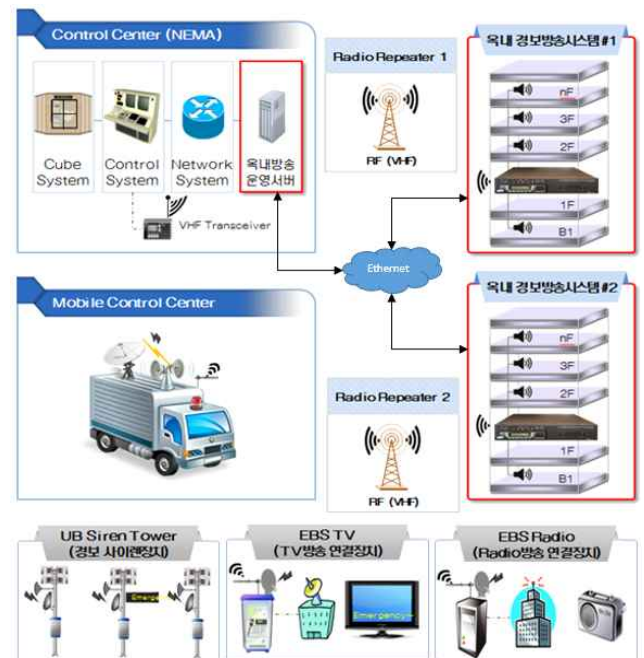 Control Center (NEMA)
Cube
System
Control
System
Network
System
옥내방송
운영서버
VHF Transceiver
Radio Repeater 1
RF (VHF)
옥내 경보방송시스템 #1
nF
3F
2F
1F
B1
Ethernet
Mobile Control Center
Radio Repeater 2
RF (VHF)
옥내 경보방송시스템 #2
nF
3F
2F
1F
B1
UB Siren Tower
(경보 사이렌장치)
EBS TV
(TV방송 연결장치)
Emergency
EBS Radio
(Radio방송 연결장치)